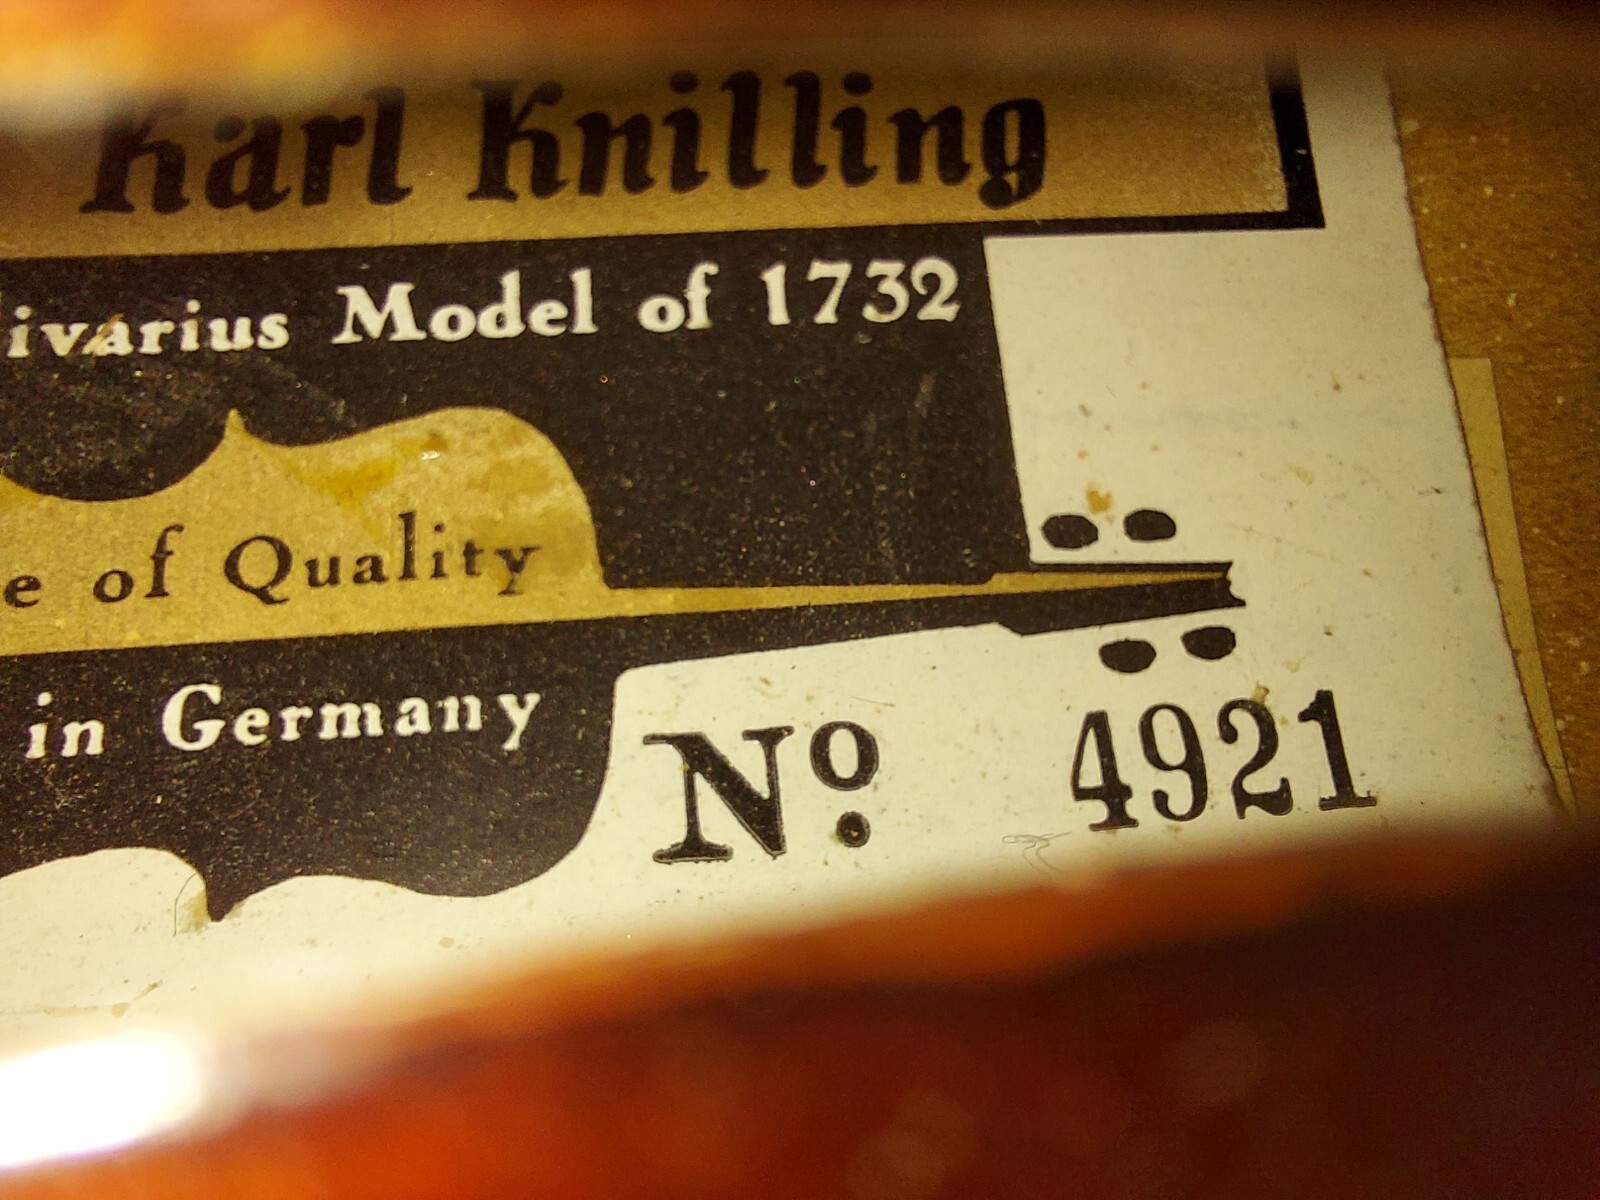 Karl Knilling
ivarius Model of 1732
e of Quality
in Germany
Nº 4921